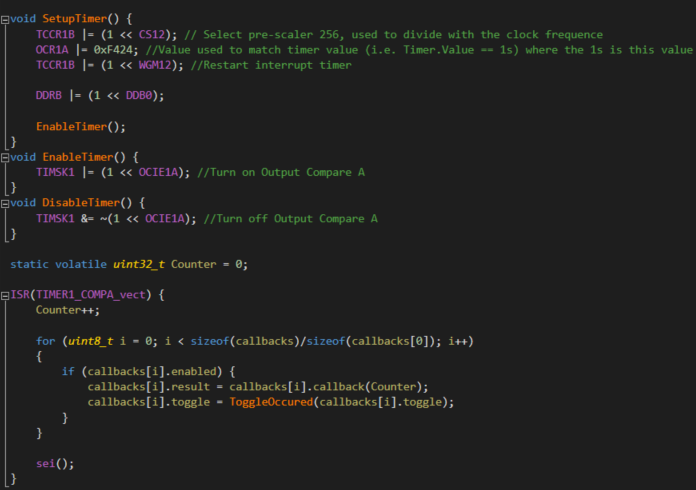 void SetupTimer() {
TCCR1B |= (1 << CS12); // Select pre-scaler 256, used to divide with the clock frequence
OCR1A |= 0xF424; //Value used to match timer value (i.e. Timer.Value == 1s) where the 1s is this value
TCCR1B |= (1 << WGM12); //Restart interrupt timer
DDRB |= (1 << DDB0);
EnableTimer();
}
void EnableTimer() {
TIMSK1 |= (1 << OCIE1A); //Turn on Output Compare A
}
void DisableTimer() {
TIMSK1 &= ~(1 << OCIE1A); //Turn off Output Compare A
}
static volatile uint32_t Counter = 0;
ISR(TIMER1_COMPA_vect) {
Counter++;
for (uint8_t i = 0; i < sizeof(callbacks)/sizeof(callbacks[0]); i++)
{
if (callbacks[i].enabled) {
callbacks[i].result = callbacks[i].callback(Counter);
callbacks[i].toggle = ToggleOccured(callbacks[i].toggle);
}
}
sei();
}